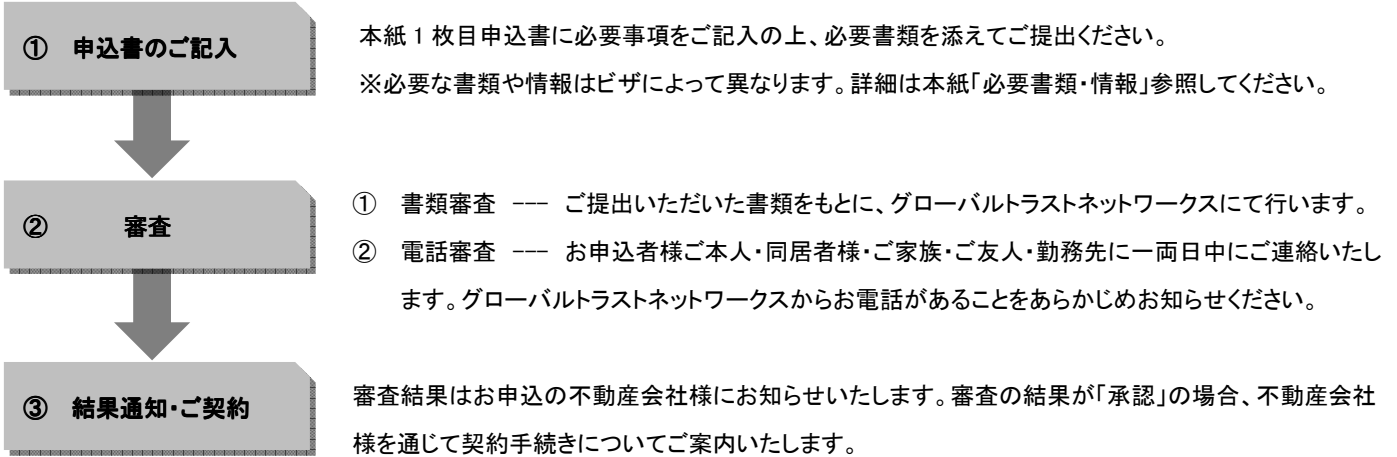 ① 申込書のご記入
本紙 1 枚目申込書に必要事項をご記入の上、必要書類を添えてご提出ください。
※必要な書類や情報はビザによって異なります。詳細は本紙「必要書類・情報」参照してください。
② 審査
① 書類審査 --- ご提出いただいた書類をもとに、グローバルトラストネットワークスにて行います。
② 電話審査 --- お申込者様ご本人・同居者様・ご家族・ご友人・勤務先に一両日中にご連絡いたし
ます。グローバルトラストネットワークスからお電話があることをあらかじめお知らせください。
③ 結果通知・ご契約
審査結果はお申込の不動産会社様にお知らせいたします。審査の結果が「承認」の場合、不動産会社
様を通じて契約手続きについてご案内いたします。